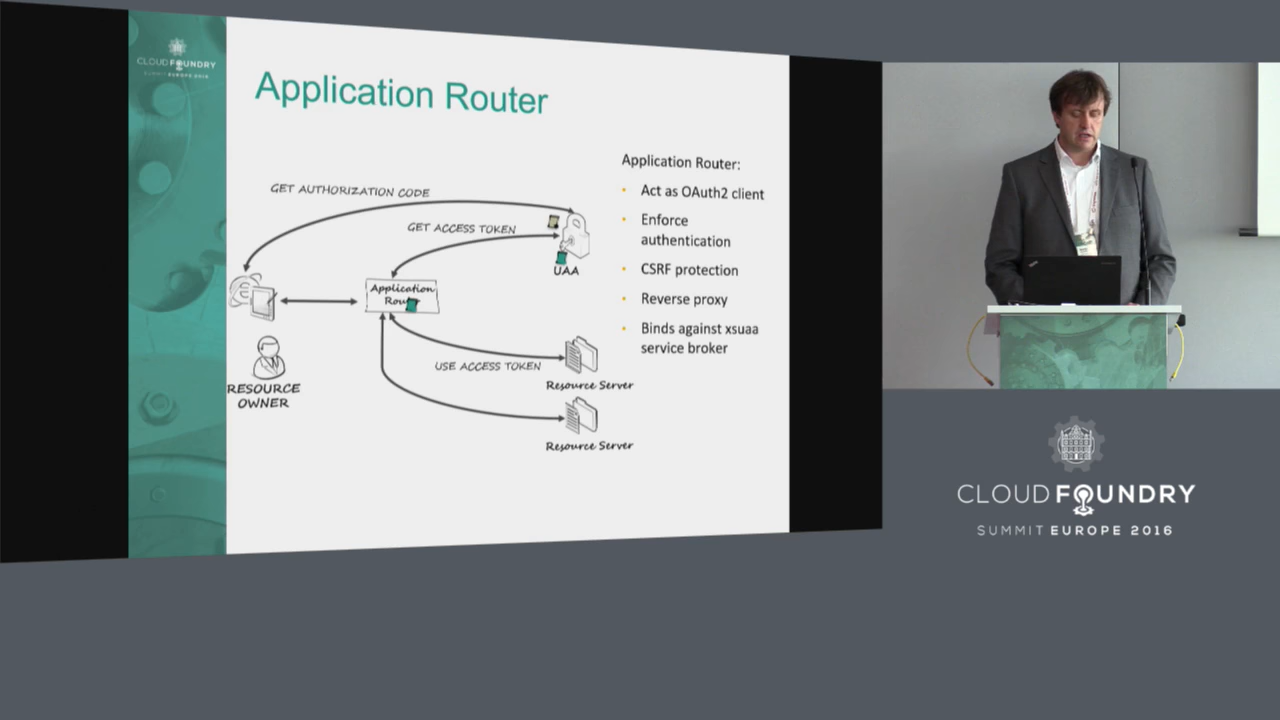 CLOUD FOUNDRY
SUMMIT EUROPE 2016
Application Router
GET AUTHORIZATION CODE
GET ACCESS TOKEN
UAA
Application
Router
USE ACCESS TOKEN
RESOURCE
OWNER
Resource Server
Resource Server
Application Router:
• Act as OAuth2 client
• Enforce
authentication
• CSRF protection
• Reverse proxy
• Binds against xsuaa
service broker
CLOUD FOUNDRY
SUMMIT EUROPE 2016